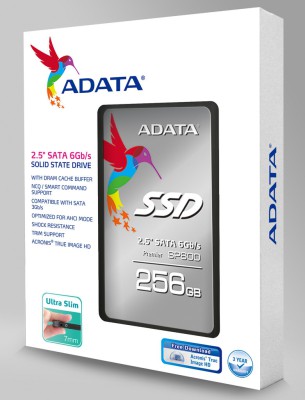 ADATA
2.5" SATA 6Gb/s
SOLID STATE DRIVE
WITH DRAM CACHE BUFFER
NCQ / SMART COMMAND
SUPPORT
COMPATIBLE WITH SATA
3Gb/s
OPTIMIZED FOR AHCI MODE
SHOCK RESISTANCE
TRIM SUPPORT
ACRONIS® TRUE IMAGE HD
Ultra Slim
7mm
ADATA
SSD
2.5" SATA 6Gb/s
Premier SP600
256GB
Free Download
Acronis® True
Image HD
3 YEAR